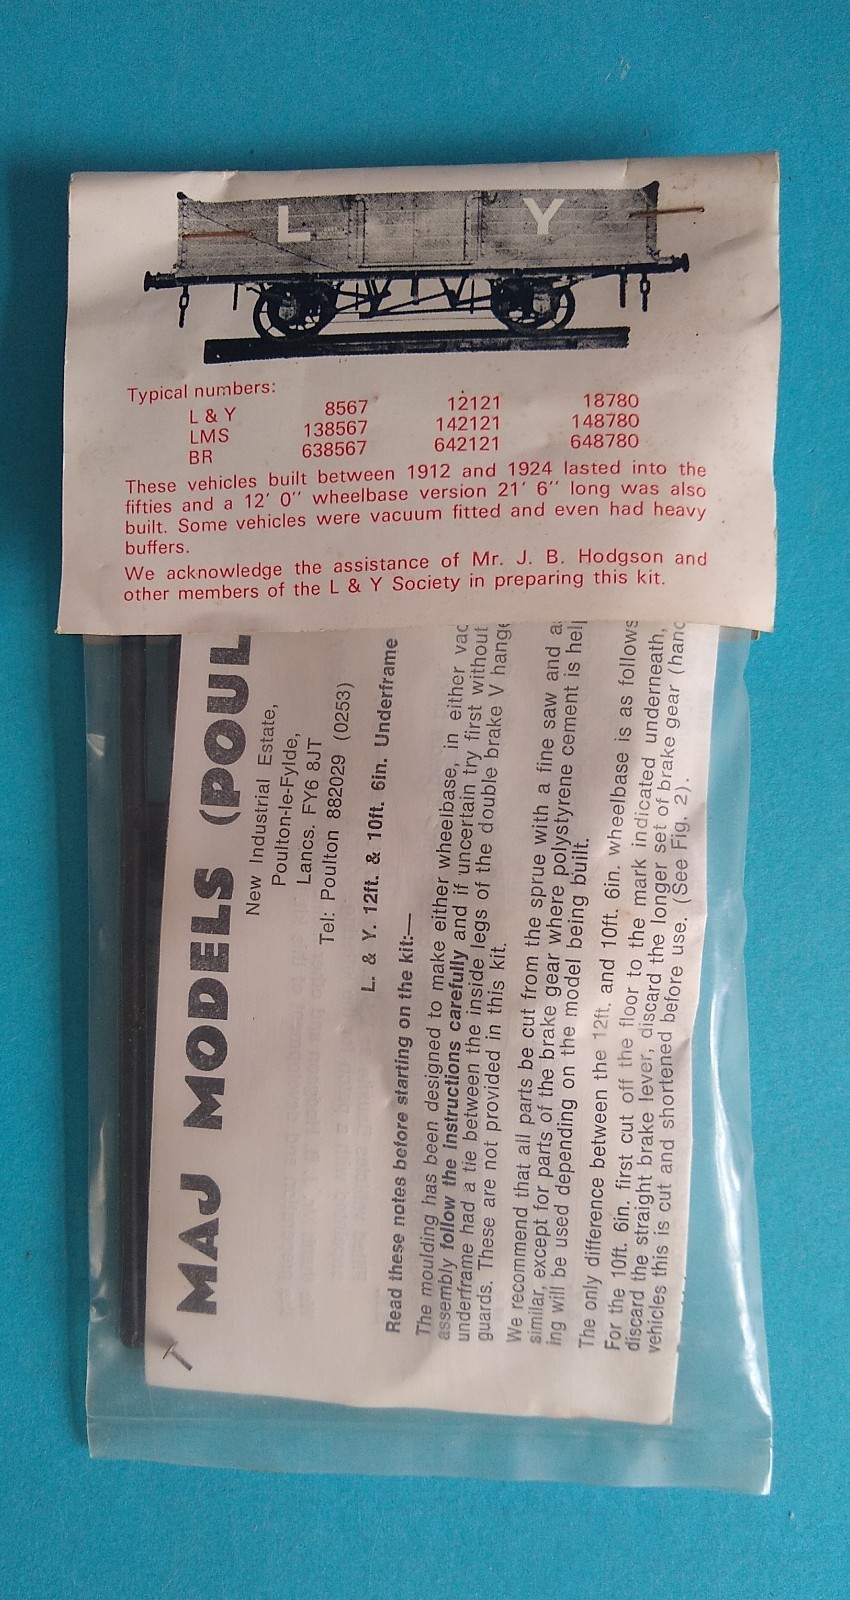 L Y
Typical numbers:
L & Y 8567 12121 18780
LMS 138567 142121 148780
BR 638567 642121 648780
These vehicles built between 1912 and 1924 lasted into the
fifties and a 12' 0'' wheelbase version 21' 6'' long was also
built. Some vehicles were vacuum fitted and even had heavy
buffers.
We acknowledge the assistance of Mr. J. B. Hodgson and
other members of the L & Y Society in preparing this kit.
MAJ MODELS (POUL
New Industrial Estate,
Poulton-le-Fylde,
Lancs. FY6 8JT
Tel: Poulton 882029 (0253)
L. & Y. 12ft. & 10ft. 6in. Underframe
Read these notes before starting on the kit:—
The moulding has been designed to make either wheelbase, in either vac
assembly follow the instructions carefully and if uncertain try first without
underframe had a tie between the inside legs of the double brake V hange
guards. These are not provided in this kit.
We recommend that all parts be cut from the sprue with a fine saw and a
similar, except for parts of the brake gear where polystyrene cement is help
ing will be used depending on the model being built.
The only difference between the 12ft. and 10ft. 6in. wheelbase is as follows
For the 10ft. 6in. first cut off the floor to the mark indicated underneath,
discard the straight brake lever, discard the longer set of brake gear (hand
vehicles this is cut and shortened before use. (See Fig. 2).